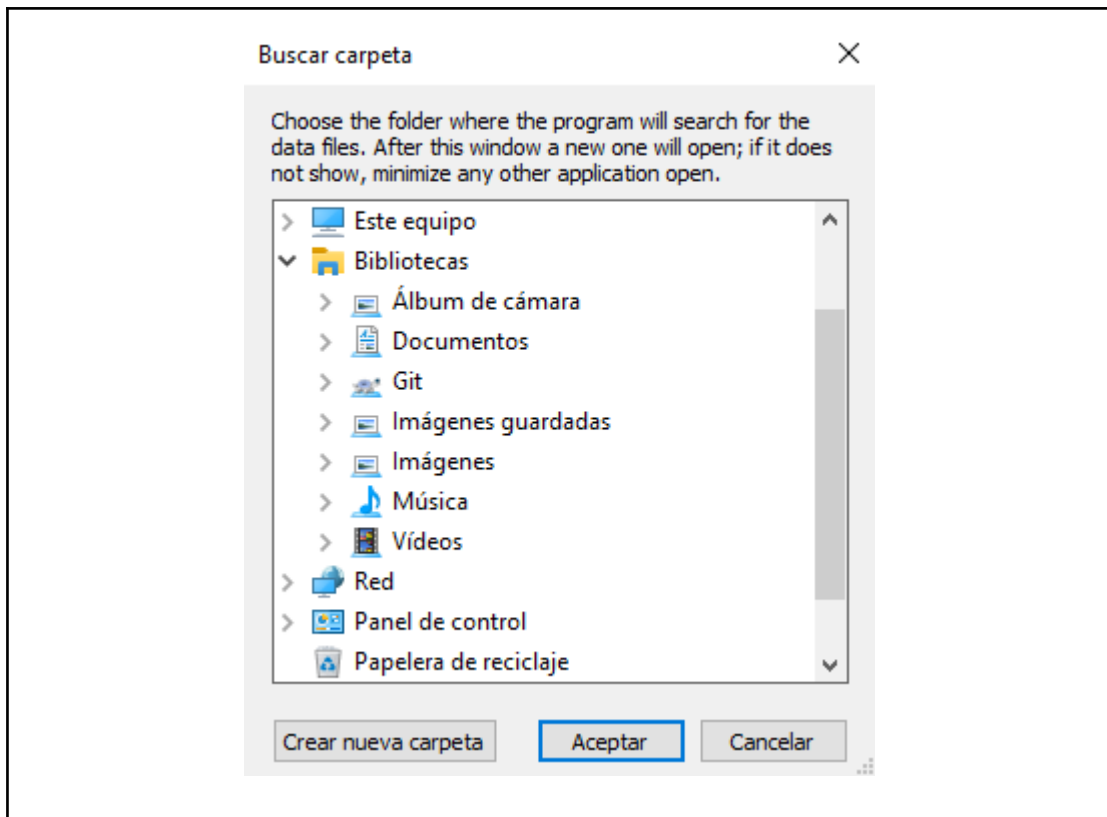 Buscar carpeta
Choose the folder where the program will search for the
data files. After this window a new one will open; if it does
not show, minimize any other application open.
Este equipo
Bibliotecas
Álbum de cámara
Documentos
Git
Imágenes guardadas
Imágenes
Música
Vídeos
Red
Panel de control
Papelera de reciclaje
Crear nueva carpeta Aceptar Cancelar